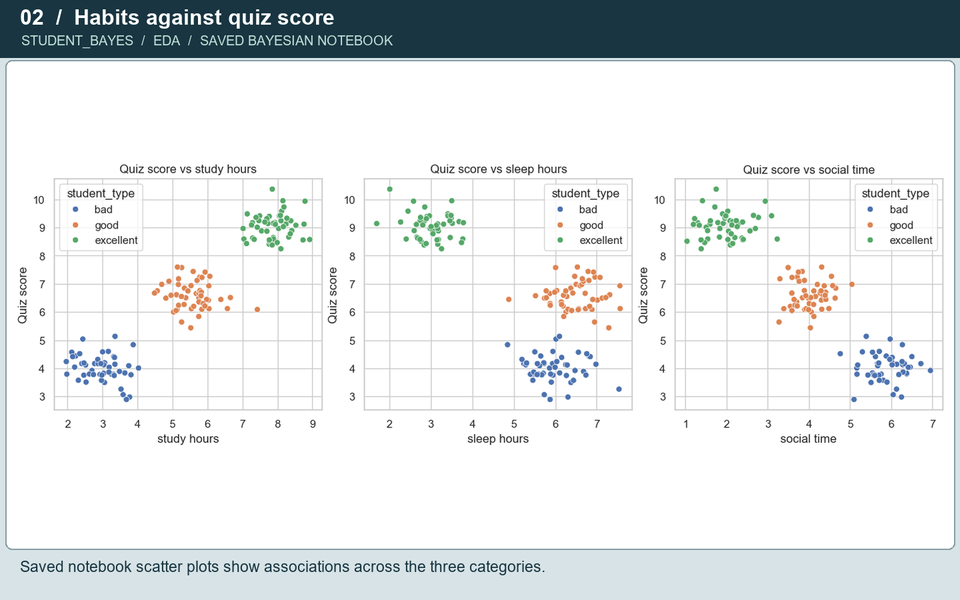 02 / Habits against quiz score
STUDENT_BAYES / EDA / SAVED BAYESIAN NOTEBOOK
Quiz score vs study hours
student_type
bad
good
excellent
10
9
8
7
6
5
4
3
Quiz score
2 3 4 5 6 7 8 9
study hours
Quiz score vs sleep hours
student_type
bad
good
excellent
10
9
8
7
6
5
4
3
Quiz score
2 3 4 5 6 7
sleep hours
Quiz score vs social time
student_type
bad
good
excellent
10
9
8
7
6
5
4
3
Quiz score
1 2 3 4 5 6 7
social time
Saved notebook scatter plots show associations across the three categories.